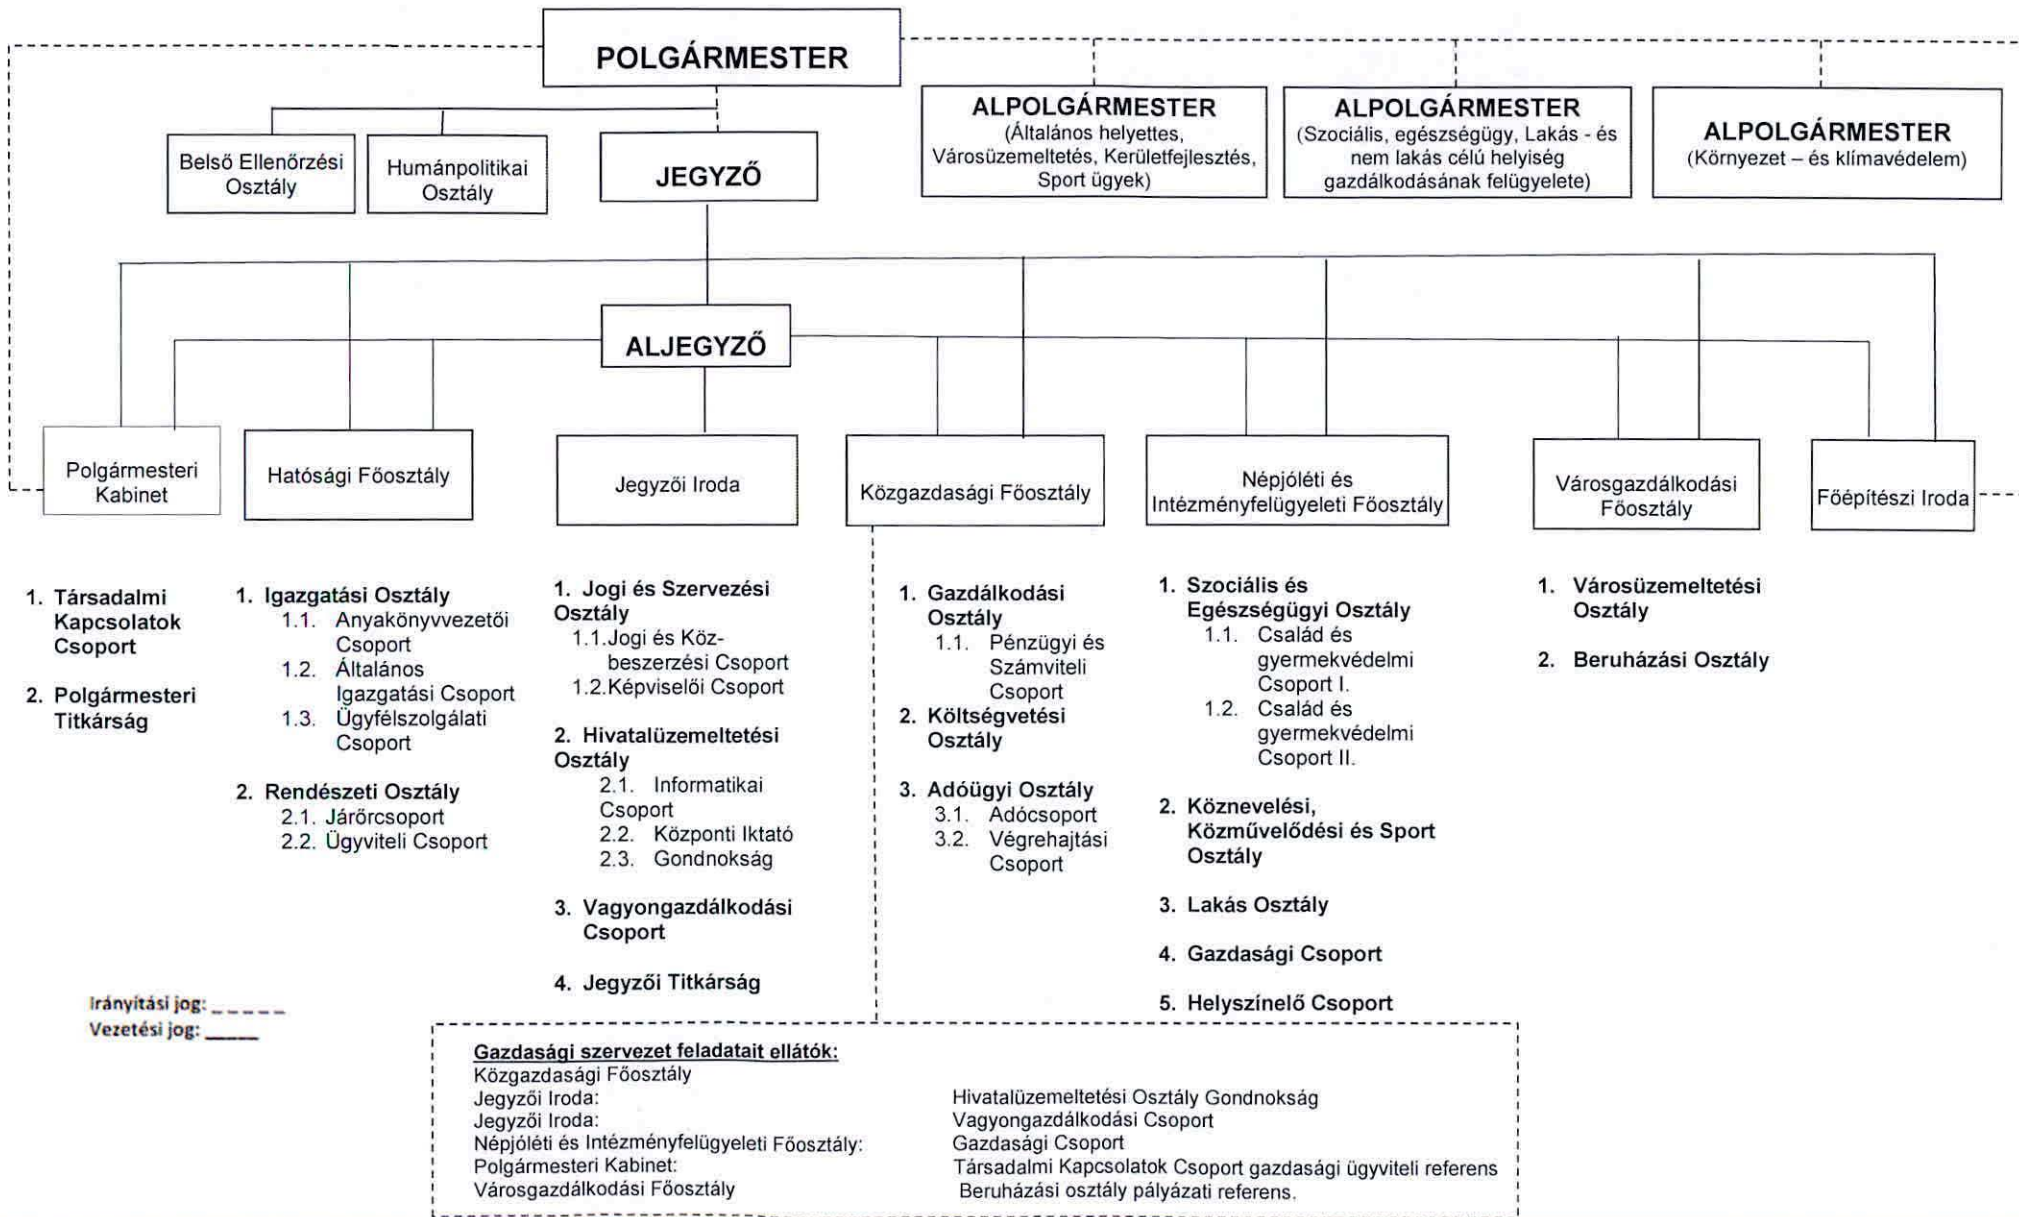 POLGÁRMESTER
ALPOLGÁRMESTER
(Általános helyettes,
Városüzemeltetés, Kerületfejlesztés,
Sport ügyek)
ALPOLGÁRMESTER
(Szociális, egészségügy, Lakás - és
nem lakás célú helyiség
gazdálkodásának felügyelete)
ALPOLGÁRMESTER
(Környezet – és klímavédelem)
Belső Ellenőrzési
Osztály
Humánpolitikai
Osztály
JEGYZŐ
ALJEGYZŐ
Polgármesteri
Kabinet
Hatósági Főosztály
Jegyzői Iroda
Közgazdasági Főosztály
Népjóléti és
Intézményfelügyeleti Főosztály
Városgazdálkodási
Főosztály
Főépítészi Iroda
1. Társadalmi
Kapcsolatok
Csoport
2. Polgármesteri
Titkárság
1. Igazgatási Osztály
1.1. Anyakönyvvezetői
Csoport
1.2. Általános
Igazgatási Csoport
1.3. Ügyfélszolgálati
Csoport
2. Rendészeti Osztály
2.1. Járőrcsoport
2.2. Ügyviteli Csoport
1. Jogi és Szervezési
Osztály
1.1.Jogi és Köz-
beszerzési Csoport
1.2.Képviselői Csoport
2. Hivatalüzemeltetési
Osztály
2.1. Informatikai
Csoport
2.2. Központi Iktató
2.3. Gondnokság
3. Vagyongazdálkodási
Csoport
4. Jegyzői Titkárság
1. Gazdálkodási
Osztály
1.1. Pénzügyi és
Számviteli
Csoport
2. Költségvetési
Osztály
3. Adóügyi Osztály
3.1. Adócsoport
3.2. Végrehajtási
Csoport
1. Szociális és
Egészségügyi Osztály
1.1. Család és
gyermekvédelmi
Csoport I.
1.2. Család és
gyermekvédelmi
Csoport II.
2. Köznevelési,
Közművelődési és Sport
Osztály
3. Lakás Osztály
4. Gazdasági Csoport
5. Helyszínelő Csoport
1. Városüzemeltetési
Osztály
2. Beruházási Osztály
Irányítási jog: _ _ _ _ _
Vezetési jog: _____
Gazdasági szervezet feladatait ellátók:
Közgazdasági Főosztály
Jegyzői Iroda: Hivatalüzemeltetési Osztály Gondnokság
Jegyzői Iroda: Vagyongazdálkodási Csoport
Népjóléti és Intézményfelügyeleti Főosztály: Gazdasági Csoport
Polgármesteri Kabinet: Társadalmi Kapcsolatok Csoport gazdasági ügyviteli referens
Városgazdálkodási Főosztály Beruházási osztály pályázati referens.